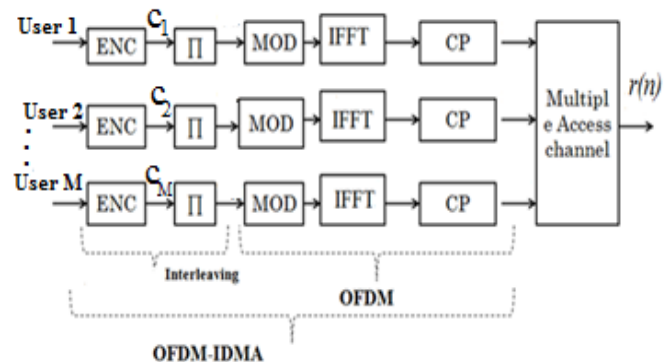 User 1 ENC C1 ∏ MOD IFFT CP
User 2 ENC C2 ∏ MOD IFFT CP
User M ENC CM ∏ MOD IFFT CP
Multipl
e Access
channel
r(n)
Interleaving
OFDM
OFDM-IDMA